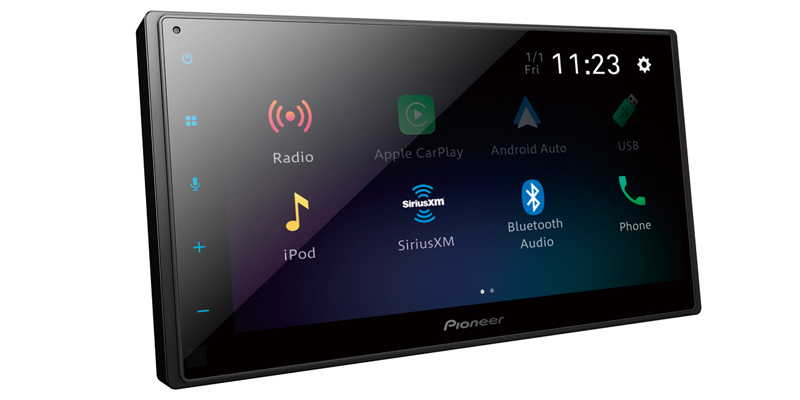 1/1
Fri
11:23
Radio
Apple CarPlay
Android Auto
USB
iPod
SiriusXM
SiriusXM
Bluetooth
Audio
Phone
Pioneer